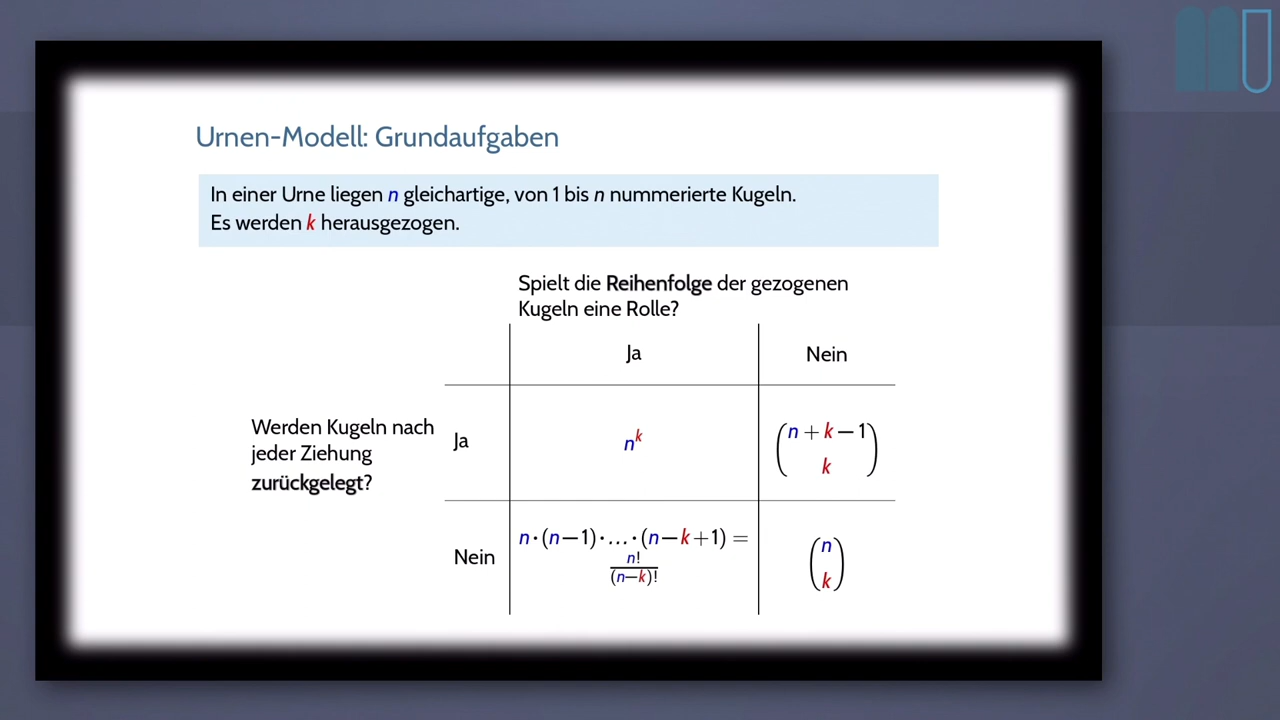 Urnen-Modell: Grundaufgaben
In einer Urne liegen n gleichartige, von 1 bis n nummerierte Kugeln.
Es werden k herausgezogen.
Spielt die Reihenfolge der gezogenen
Kugeln eine Rolle?
Ja
Nein
Werden Kugeln nach
jeder Ziehung
zurückgelegt?
Ja
n^k
(n + k − 1
k)
Nein
n·(n−1)·…·(n−k+1) =
n!
(n−k)!
(n
k)